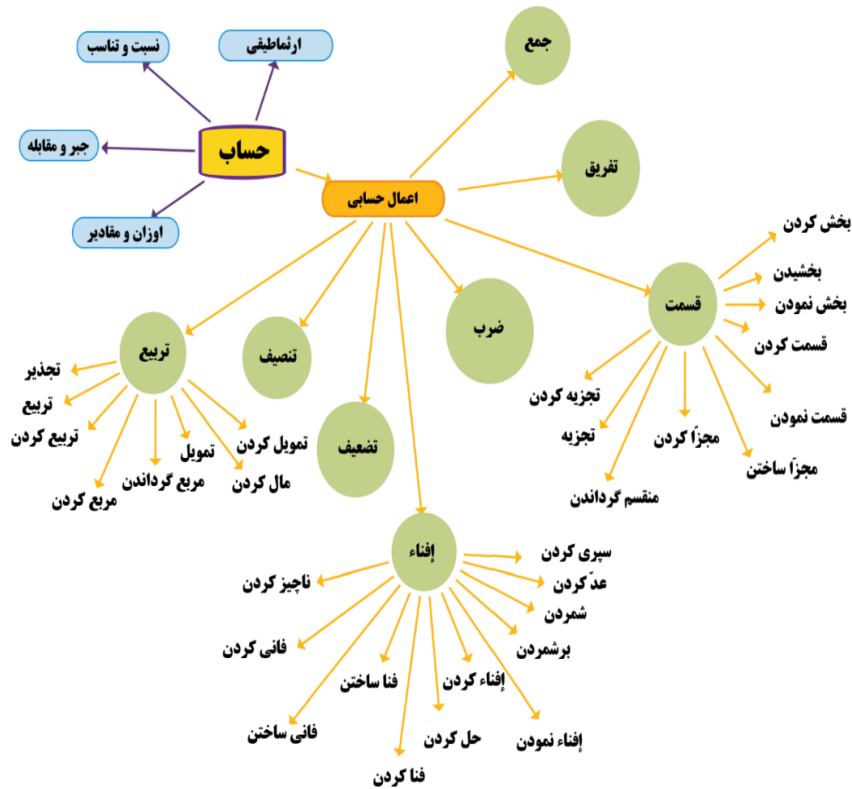 حساب
ارثماطیقی
نسبت و تناسب
جبر و مقابله
اوزان و مقادیر
اعمال حسابی
جمع
تفریق
قسمت
بخش کردن
بخشیدن
بخش نمودن
قسمت کردن
قسمت نمودن
مجزّا ساختن
مجزّا کردن
منقسم گرداندن
تجزیه
تجزیه کردن
ضرب
تضعیف
تنصیف
تربیع
تجذیر
تربیع
تربیع کردن
مربع کردن
مربع گرداندن
تمویل
تمویل کردن
مال کردن
إفناء
سپری کردن
عدّ کردن
شمردن
برشمردن
إفناء نمودن
إفناء کردن
حل کردن
فنا کردن
فنا ساختن
فانی ساختن
فانی کردن
ناچیز کردن